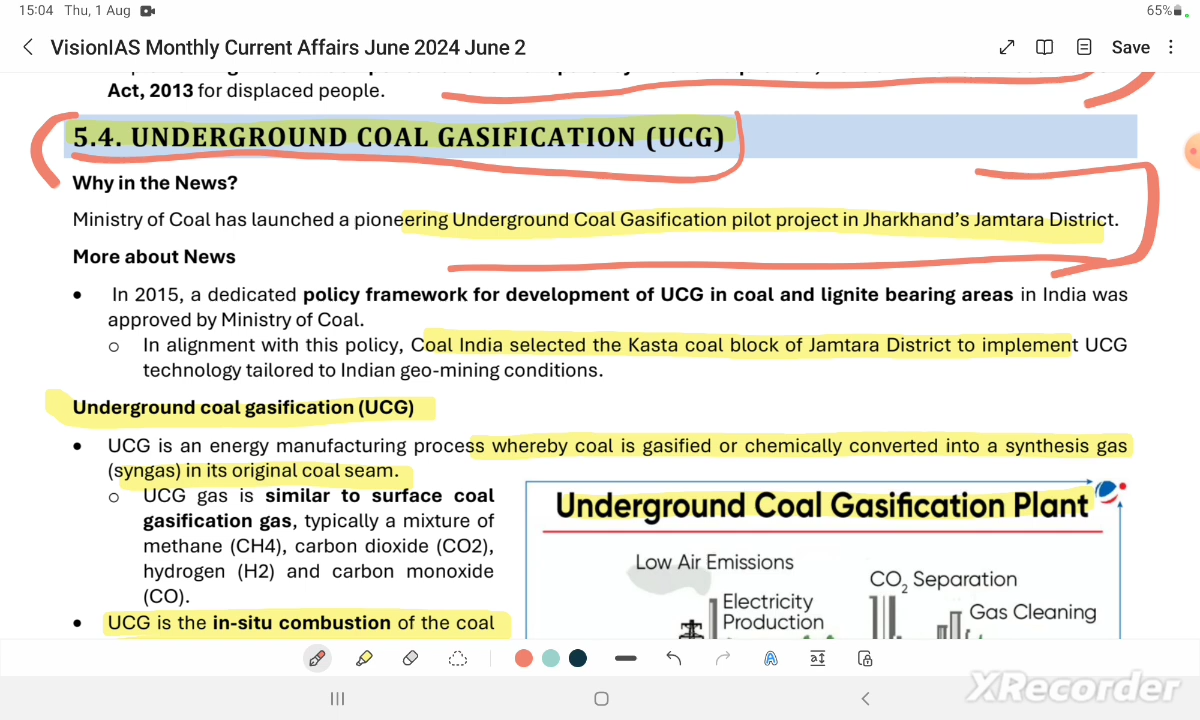 15:04 Thu, 1 Aug
65%
VisionIAS Monthly Current Affairs June 2024 June 2
Save
Act, 2013 for displaced people.
5.4. UNDERGROUND COAL GASIFICATION (UCG)
Why in the News?
Ministry of Coal has launched a pioneering Underground Coal Gasification pilot project in Jharkhand's Jamtara District.
More about News
• In 2015, a dedicated policy framework for development of UCG in coal and lignite bearing areas in India was
approved by Ministry of Coal.
o In alignment with this policy, Coal India selected the Kasta coal block of Jamtara District to implement UCG
technology tailored to Indian geo-mining conditions.
Underground coal gasification (UCG)
• UCG is an energy manufacturing process whereby coal is gasified or chemically converted into a synthesis gas
(syngas) in its original coal seam.
o UCG gas is similar to surface coal
gasification gas, typically a mixture of
methane (CH4), carbon dioxide (CO2),
hydrogen (H2) and carbon monoxide
(CO).
• UCG is the in-situ combustion of the coal
Underground Coal Gasification Plant
Low Air Emissions
CO₂ Separation
Electricity
Production
Gas Cleaning
XRecorder